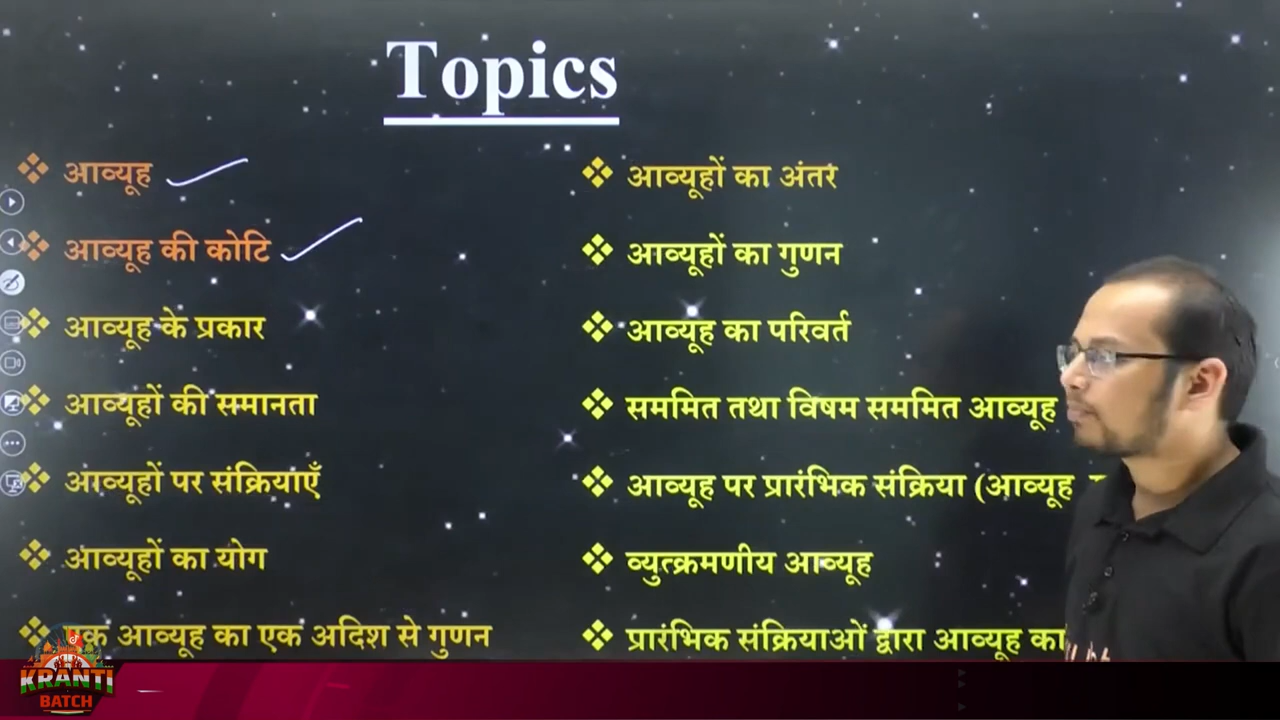 Topics
आव्यूह
आव्यूह की कोटि
आव्यूह के प्रकार
आव्यूहों की समानता
आव्यूहों पर संक्रियाएँ
आव्यूहों का योग
एक आव्यूह का एक अदिश से गुणन
आव्यूहों का अंतर
आव्यूहों का गुणन
आव्यूह का परिवर्त
सममित तथा विषम सममित आव्यूह
आव्यूह पर प्रारंभिक संक्रिया (आव्यूह
व्युत्क्रमणीय आव्यूह
प्रारंभिक संक्रियाओं द्वारा आव्यूह का
KRANTI
BATCH